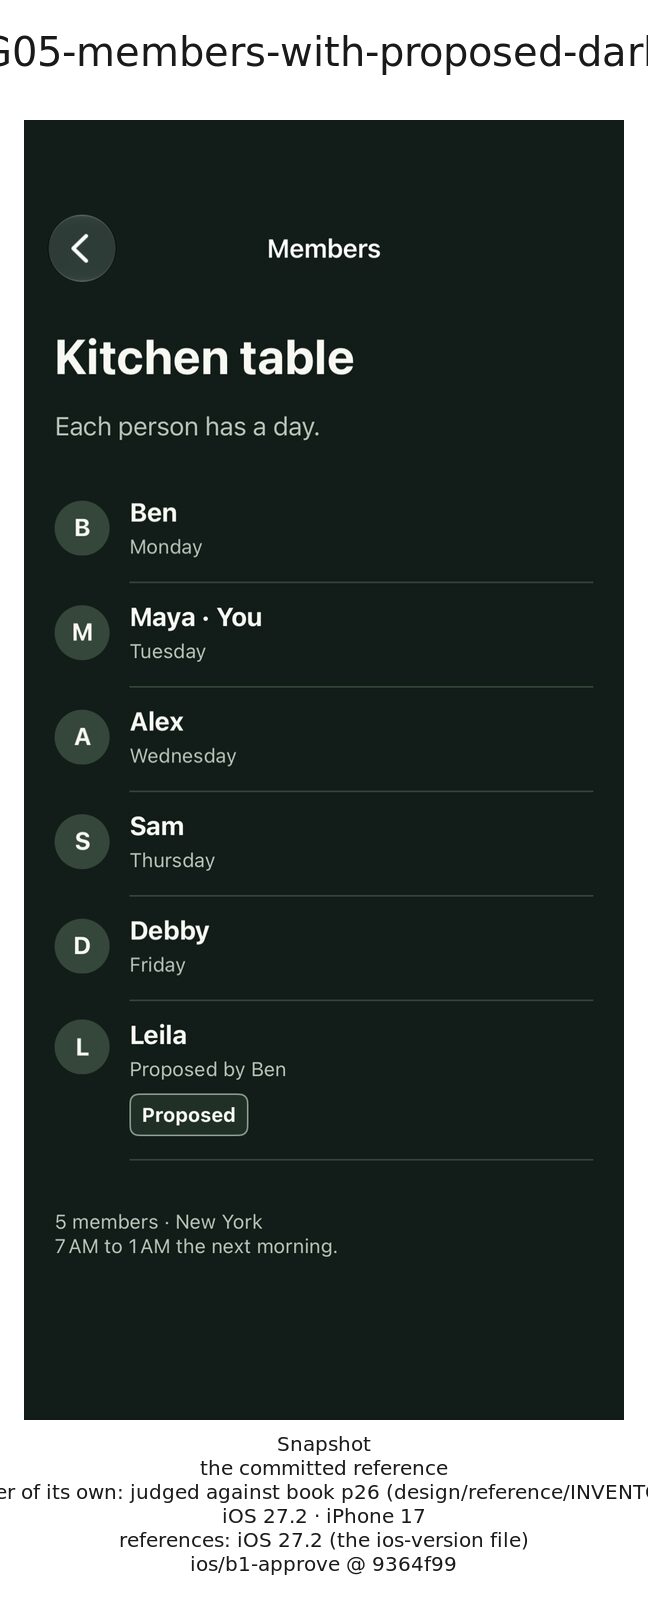 G05-members-with-proposed-dark
Members
Kitchen table
Each person has a day.
B
Ben
Monday
M
Maya · You
Tuesday
A
Alex
Wednesday
S
Sam
Thursday
D
Debby
Friday
L
Leila
Proposed by Ben
Proposed
5 members · New York
7 AM to 1 AM the next morning.
Snapshot
the committed reference
er of its own: judged against book p26 (design/reference/INVENTO
iOS 27.2 · iPhone 17
references: iOS 27.2 (the ios-version file)
ios/b1-approve @ 9364f99